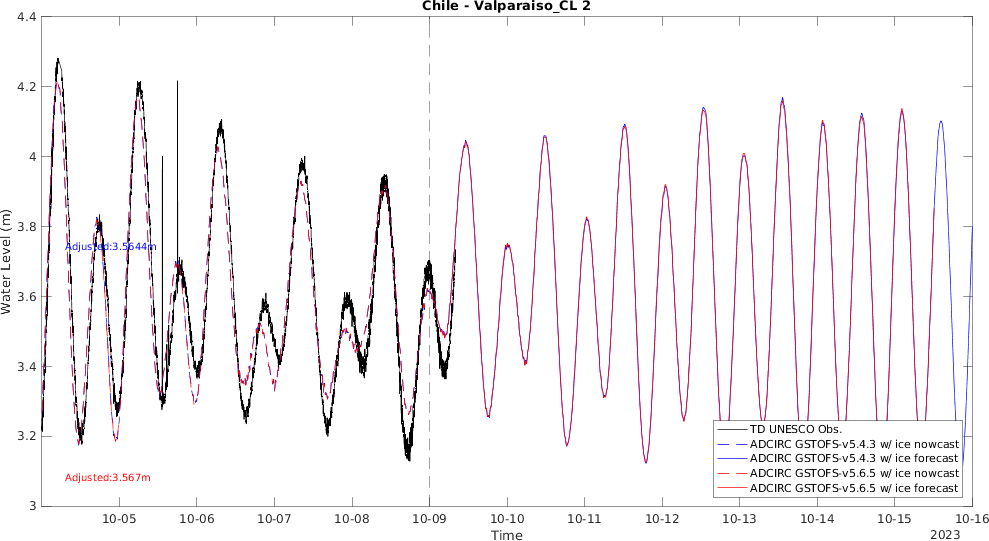 Chile - Valparaiso_CL 2
Water Level (m)
4.4
4.2
4
3.8
3.6
3.4
3.2
3
Adjusted:3.5644m
Adjusted:3.567m
TD UNESCO Obs.
ADCIRC GSTOFS-v5.4.3 w/ ice nowcast
ADCIRC GSTOFS-v5.4.3 w/ ice forecast
ADCIRC GSTOFS-v5.6.5 w/ ice nowcast
ADCIRC GSTOFS-v5.6.5 w/ ice forecast
10-05 10-06 10-07 10-08 10-09 10-10 10-11 10-12 10-13 10-14 10-15 10-16
Time
2023